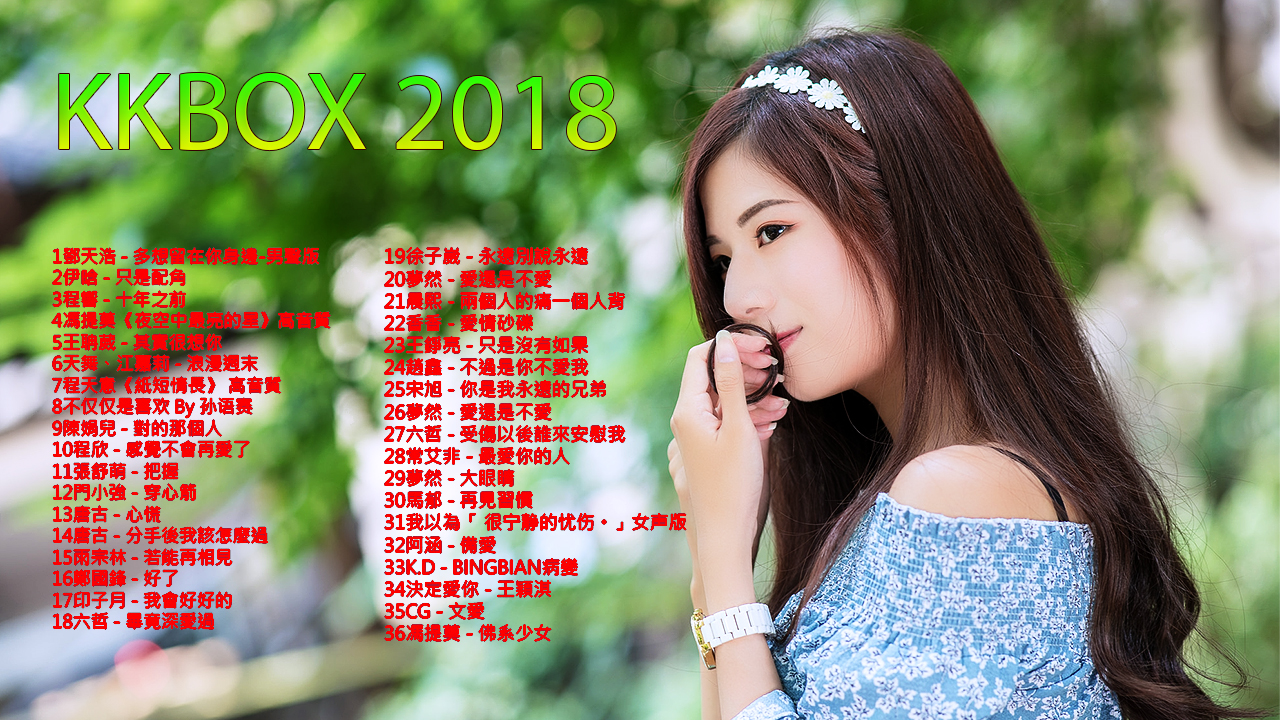 KKBOX 2018
1鄧天浩 - 多想留在你身邊-男聲版
2伊晗 - 只是配角
3程響 - 十年之前
4馮提莫《夜空中最亮的星》高音質
5王聆葳 - 其實很想你
6天舞、江嘉莉 - 浪漫週末
7程天惠《紙短情長》 高音質
8不仅仅是喜欢 By 孙语赛
9陳娟兒 - 對的那個人
10程欣 - 感覺不會再愛了
11張舒萌 - 把握
12門小強 - 穿心箭
13唐古 - 心慌
14唐古 - 分手後我該怎麼過
15雨宗林 - 若能再相見
16鄭國鋒 - 好了
17印子月 - 我會好好的
18六哲 - 畢竟深愛過
19徐子崴 - 永遠別說永遠
20夢然 - 愛還是不愛
21晨熙 - 兩個人的痛一個人背
22香香 - 愛情砂礫
23王錚亮 - 只是沒有如果
24趙鑫 - 不過是你不愛我
25宋旭 - 你是我永遠的兄弟
26夢然 - 愛還是不愛
27六哲 - 受傷以後誰來安慰我
28常艾非 - 最愛你的人
29夢然 - 大眼睛
30馬郁 - 再見習慣
31我以為「 很宁静的忧伤。」女声版
32阿涵 - 備愛
33K.D - BINGBIAN病變
34決定愛你 - 王穎淇
35CG - 文愛
36馮提莫 - 佛系少女